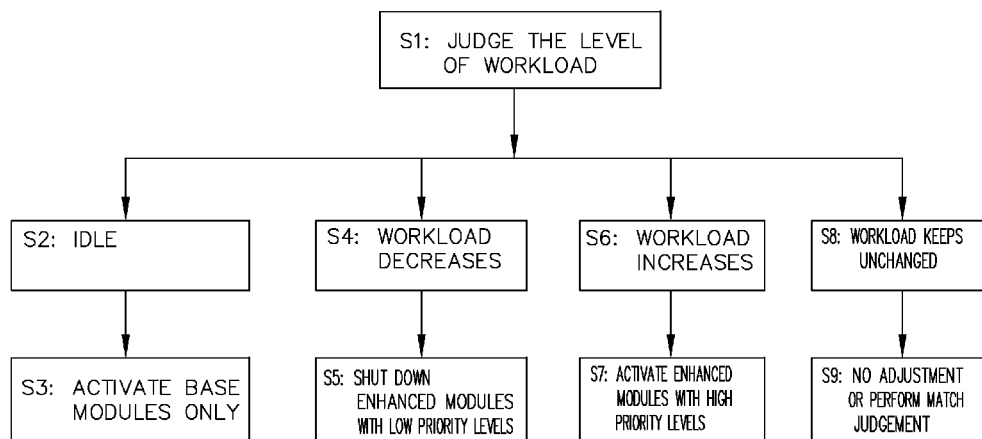 S1: JUDGE THE LEVEL
OF WORKLOAD
S2: IDLE
S4: WORKLOAD
DECREASES
S6: WORKLOAD
INCREASES
S8: WORKLOAD KEEPS
UNCHANGED
S3: ACTIVATE BASE
MODULES ONLY
S5: SHUT DOWN
ENHANCED MODULES
WITH LOW PRIORITY LEVELS
S7: ACTIVATE ENHANCED
MODULES WITH HIGH
PRIORITY LEVELS
S9: NO ADJUSTMENT
OR PERFORM MATCH
JUDGEMENT